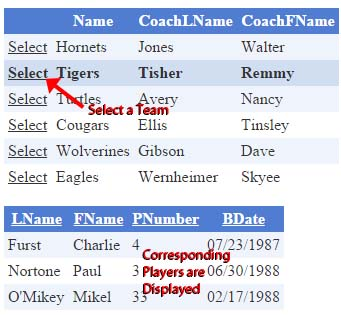 Name CoachLName CoachFName
Select Hornets Jones Walter
Select Tigers Tisher Remmy
Select Turtles Avery Nancy
Select a Team
Select Cougars Ellis Tinsley
Select Wolverines Gibson Dave
Select Eagles Wernheimer Skyee
LName FName PNumber BDate
Furst Charlie 4 07/23/1987
Nortone Paul 3 06/30/1988
O'Mikey Mikel 33 02/17/1988
Corresponding
Players are
Displayed